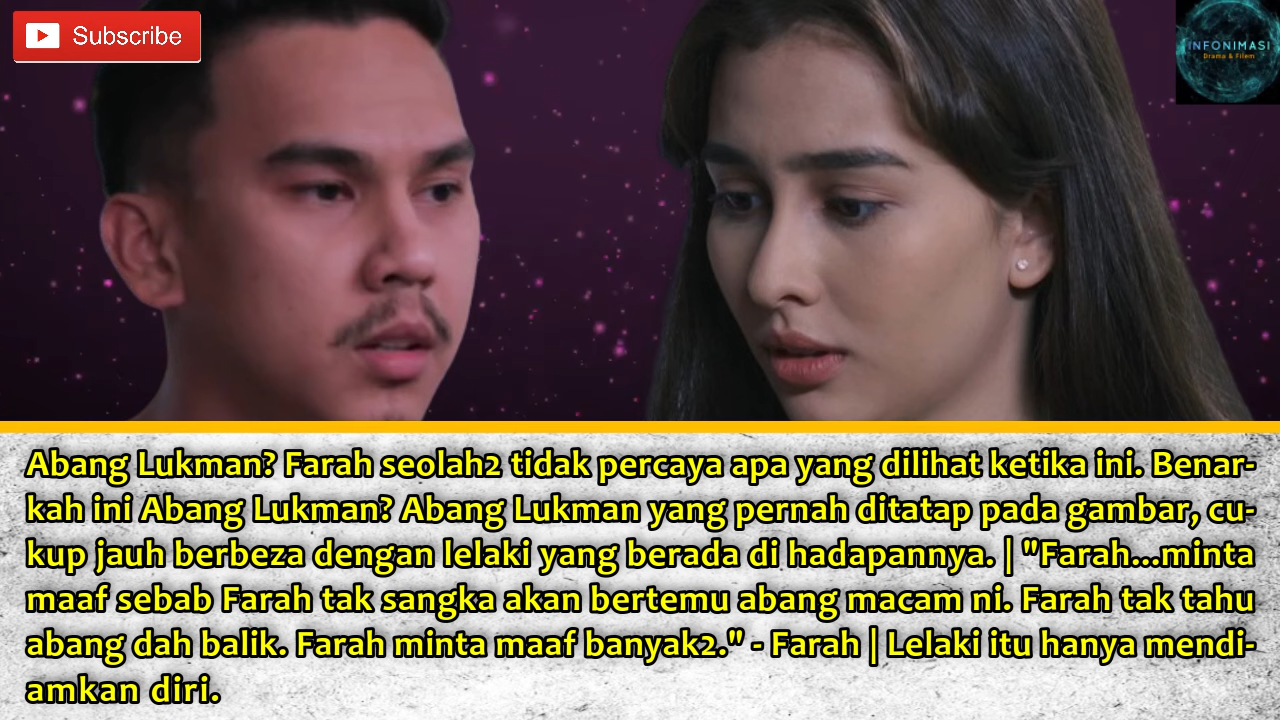 Subscribe
INFONIMASI
Drama & Filem
Abang Lukman? Farah seolah2 tidak percaya apa yang dilihat ketika ini. Benar-
kah ini Abang Lukman? Abang Lukman yang pernah ditatap pada gambar, cu-
kup jauh berbeza dengan lelaki yang berada di hadapannya. | "Farah...minta
maaf sebab Farah tak sangka akan bertemu abang macam ni. Farah tak tahu
abang dah balik. Farah minta maaf banyak2." - Farah | Lelaki itu hanya mendi-
amkan diri.